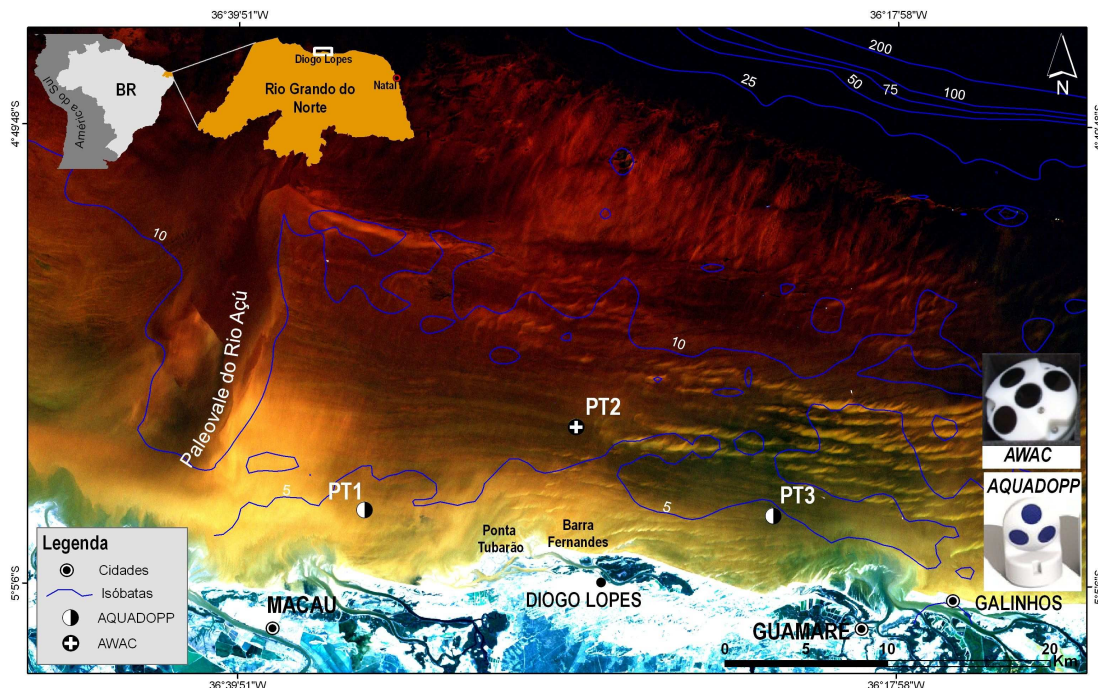 36°39'51"W
36°17'58"W
4°49'48"S
América do Sul
BR
Diogo Lopes
Natal
Rio Grando do
Norte
200
25
50
75
100
N
10
Paleovale do Rio Açú
10
PT2
AWAC
AQUADOPP
5
PT1
5
PT3
Ponta
Tubarão
Barra
Fernandes
Legenda
Cidades
Isóbatas
AQUADOPP
AWAC
5°5'6"S
MACAU
DIOGO LOPES
GUAMARÉ
GALINHOS
0
5
10
20
Km
36°39'51"W
36°17'58"W